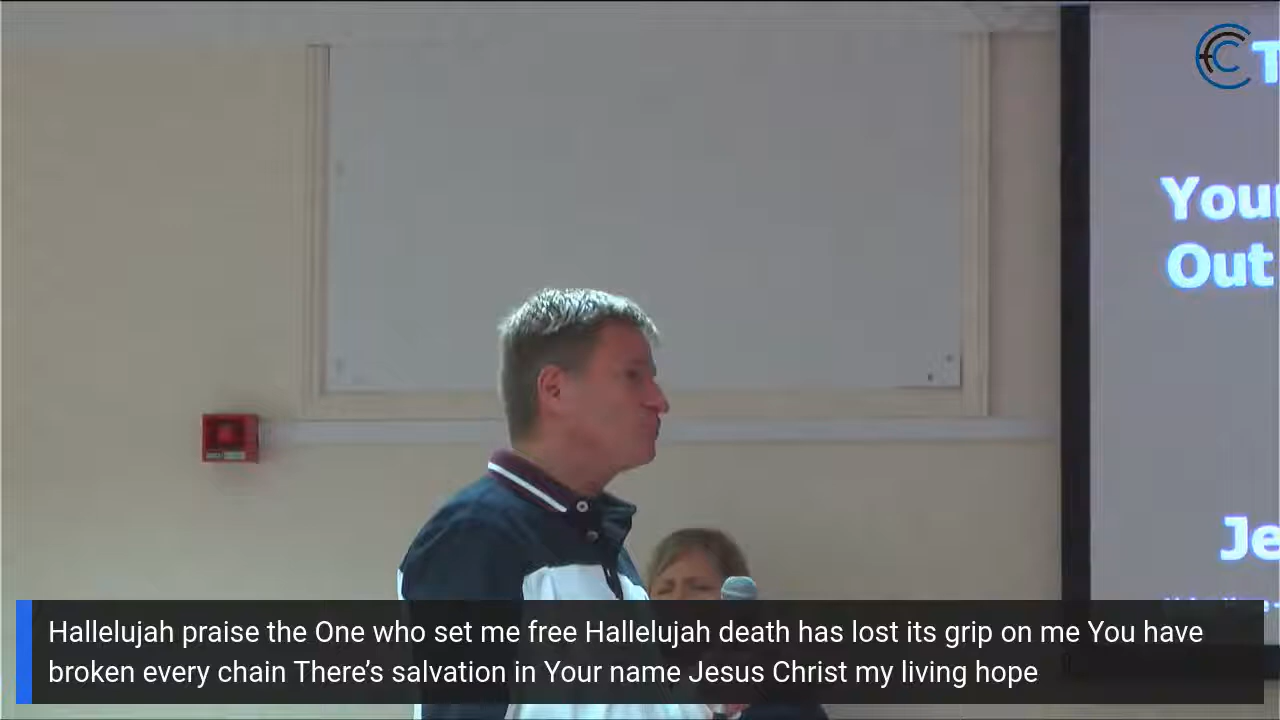 T
Your
Out
Je
Hallelujah praise the One who set me free Hallelujah death has lost its grip on me You have
broken every chain There’s salvation in Your name Jesus Christ my living hope